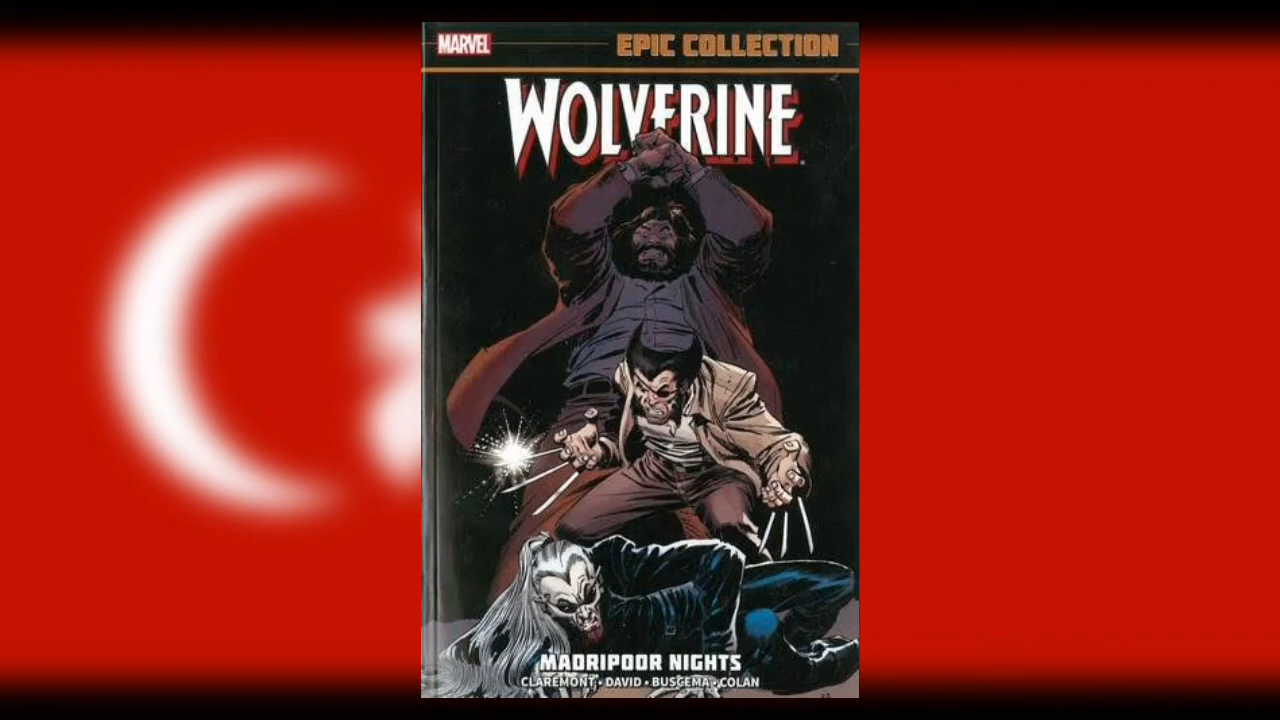 MARVEL
EPIC COLLECTION
WOLVERINE
MADRIPOOR NIGHTS
CLAREMONT • DAVID • BUSCEMA • COLAN